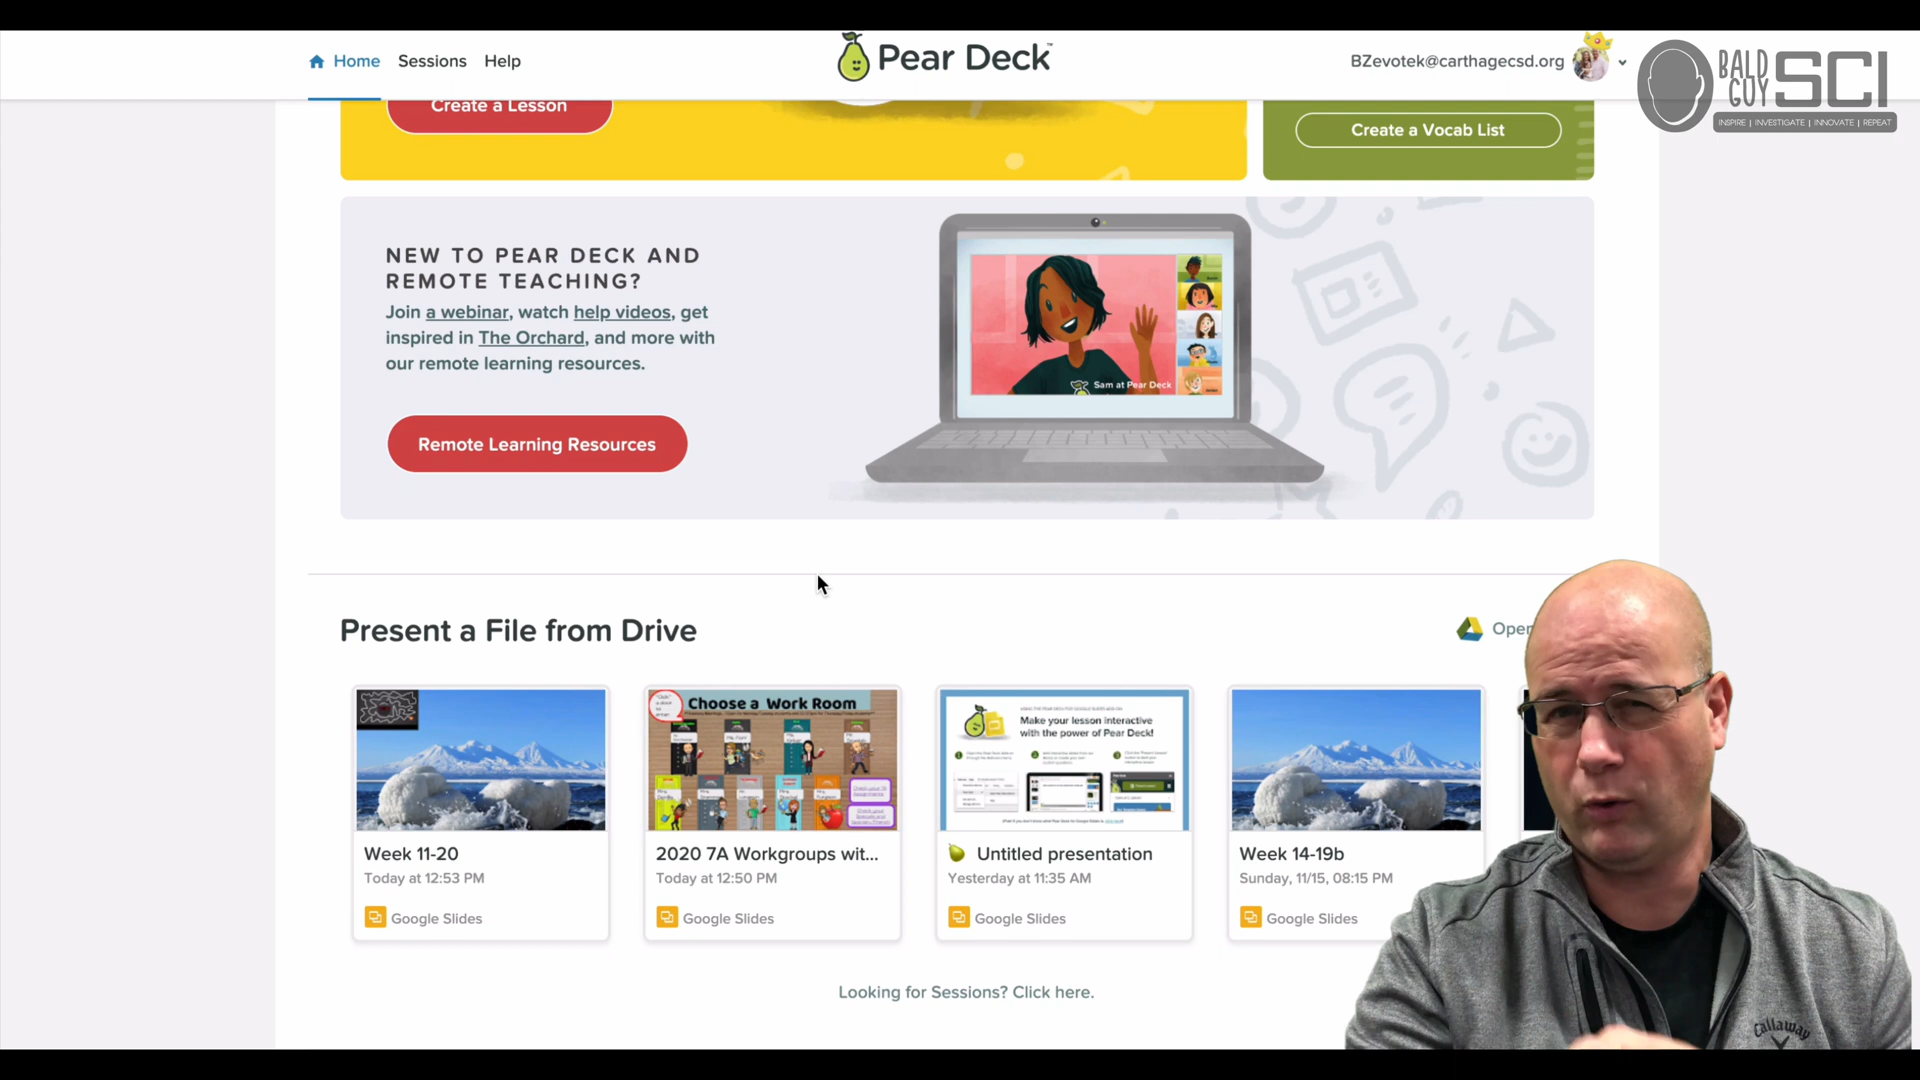 Home Sessions Help
Pear Deck™
BZevotek@carthagecsd.org
BALD
GUY
SCI
INSPIRE | INVESTIGATE | INNOVATE | REPEAT
Create a Lesson
Create a Vocab List
NEW TO PEAR DECK AND
REMOTE TEACHING?
Join a webinar, watch help videos, get
inspired in The Orchard, and more with
our remote learning resources.
Remote Learning Resources
Sam at Pear Deck
Present a File from Drive
Open
Choose a Work Room
Make your lesson interactive
with the power of Pear Deck!
Week 11-20
Today at 12:53 PM
Google Slides
2020 7A Workgroups wit...
Today at 12:50 PM
Google Slides
Untitled presentation
Yesterday at 11:35 AM
Google Slides
Week 14-19b
Sunday, 11/15, 08:15 PM
Google Slides
Looking for Sessions? Click here.
Callaway